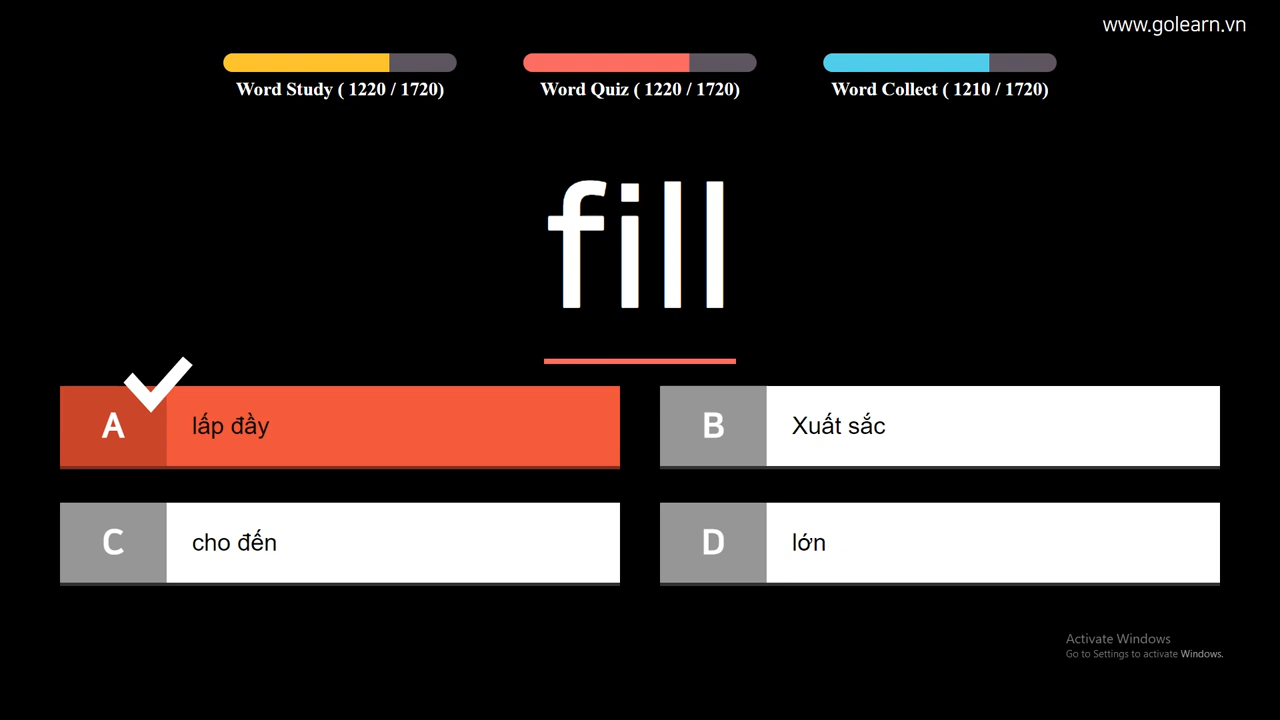 www.golearn.vn
Word Study ( 1220 / 1720)
Word Quiz ( 1220 / 1720)
Word Collect ( 1210 / 1720)
fill
A lấp đầy
B Xuất sắc
C cho đến
D lớn
Activate Windows
Go to Settings to activate Windows.